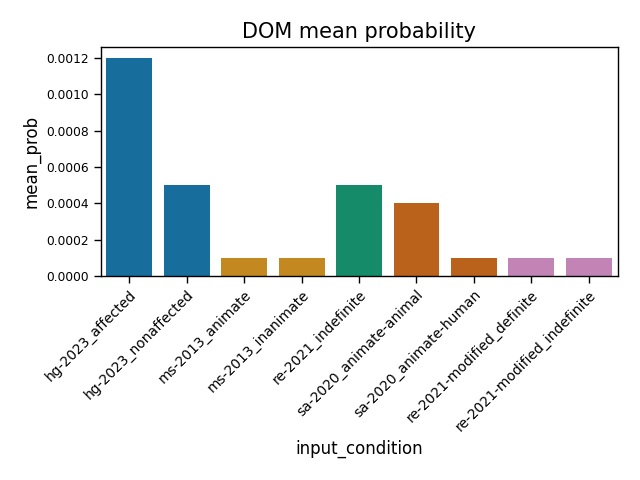 DOM mean probability
mean_prob
0.0012
0.0010
0.0008
0.0006
0.0004
0.0002
0.0000
hg-2023_affected
hg-2023_nonaffected
ms-2013_animate
ms-2013_inanimate
re-2021_indefinite
sa-2020_animate-animal
sa-2020_animate-human
re-2021-modified_definite
re-2021-modified_indefinite
input_condition